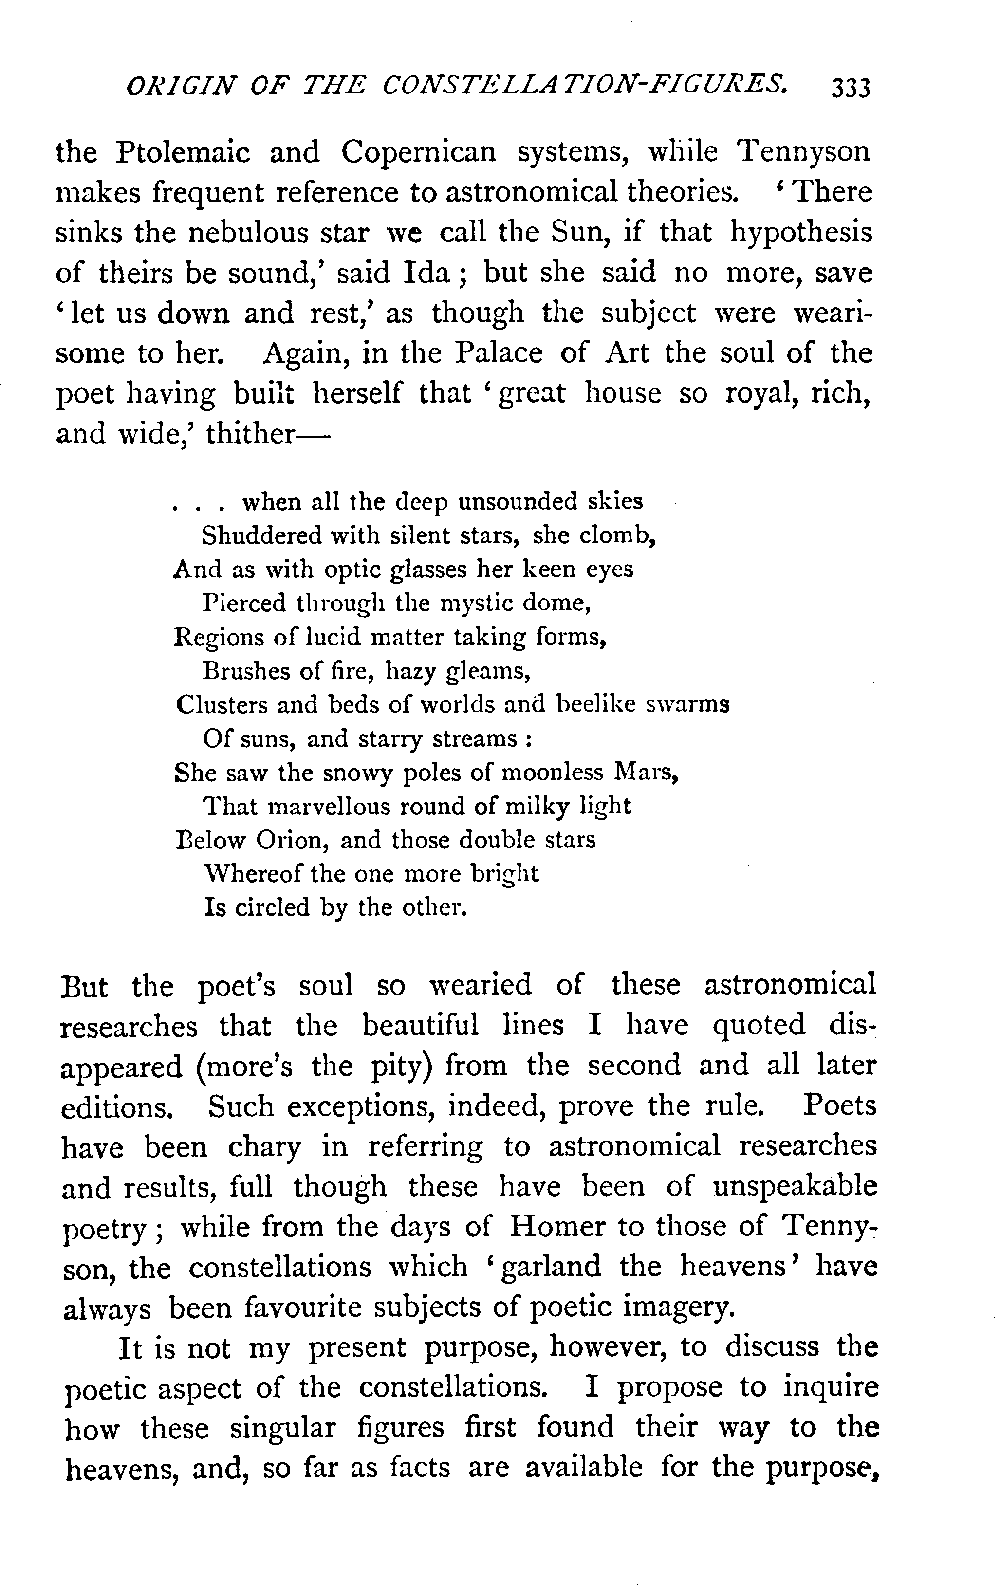 ORIGIN OF THE CONSTELLATION-FIGURES. 333
the Ptolemaic and Copernican systems, while Tennyson
makes frequent reference to astronomical theories. ‘ There
sinks the nebulous star we call the Sun, if that hypothesis
of theirs be sound,’ said Ida ; but she said no more, save
‘ let us down and rest,’ as though the subject were weari-
some to her. Again, in the Palace of Art the soul of the
poet having built herself that ‘ great house so royal, rich,
and wide,’ thither—
. . . when all the deep unsounded skies
Shuddered with silent stars, she clomb,
And as with optic glasses her keen eyes
Pierced through the mystic dome,
Regions of lucid matter taking forms,
Brushes of fire, hazy gleams,
Clusters and beds of worlds and beelike swarms
Of suns, and starry streams :
She saw the snowy poles of moonless Mars,
That marvellous round of milky light
Below Orion, and those double stars
Whereof the one more bright
Is circled by the other.
But the poet’s soul so wearied of these astronomical
researches that the beautiful lines I have quoted dis-
appeared (more’s the pity) from the second and all later
editions. Such exceptions, indeed, prove the rule. Poets
have been chary in referring to astronomical researches
and results, full though these have been of unspeakable
poetry ; while from the days of Homer to those of Tenny-
son, the constellations which ‘ garland the heavens ’ have
always been favourite subjects of poetic imagery.
It is not my present purpose, however, to discuss the
poetic aspect of the constellations. I propose to inquire
how these singular figures first found their way to the
heavens, and, so far as facts are available for the purpose,